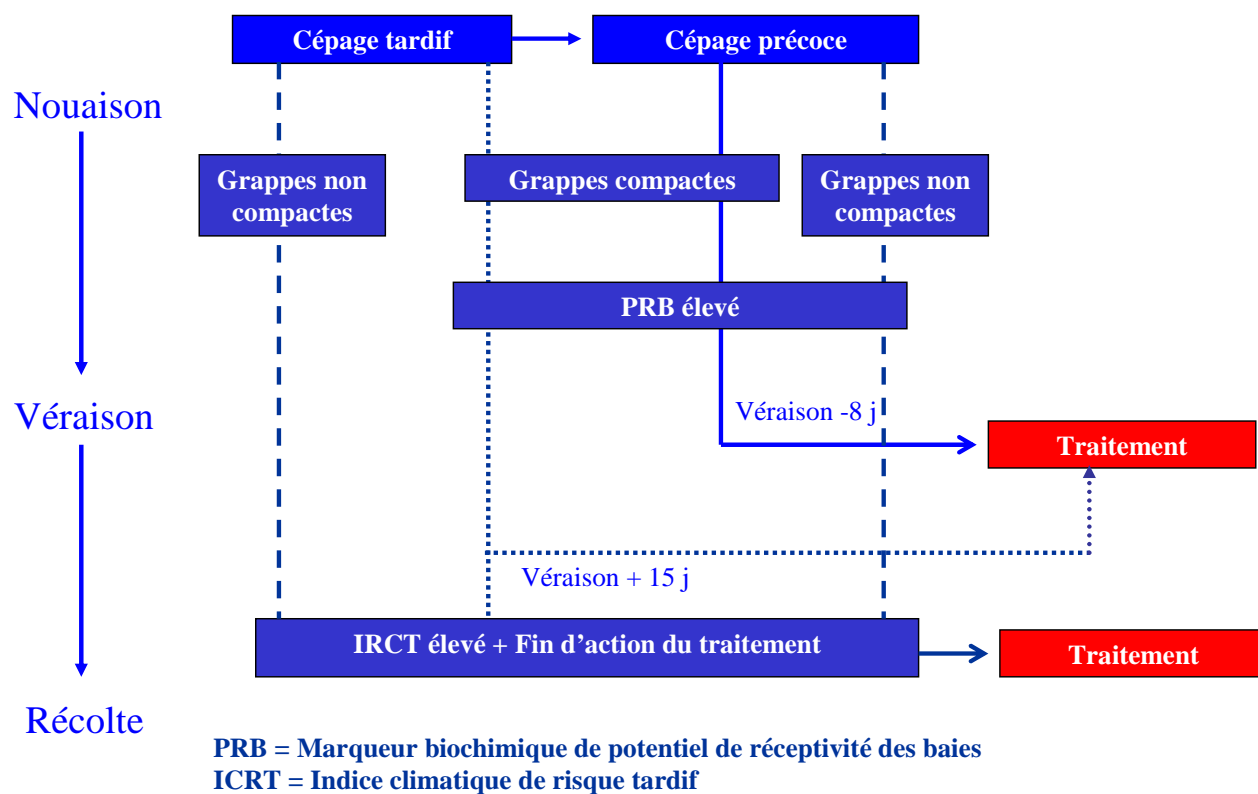 Cépage tardif
Cépage précoce
Nouaison
Grappes non
compactes
Grappes compactes
Grappes non
compactes
PRB élevé
Véraison
Véraison -8 j
Traitement
Véraison + 15 j
IRCT élevé + Fin d'action du traitement
Traitement
Récolte
PRB = Marqueur biochimique de potentiel de réceptivité des baies
ICRT = Indice climatique de risque tardif